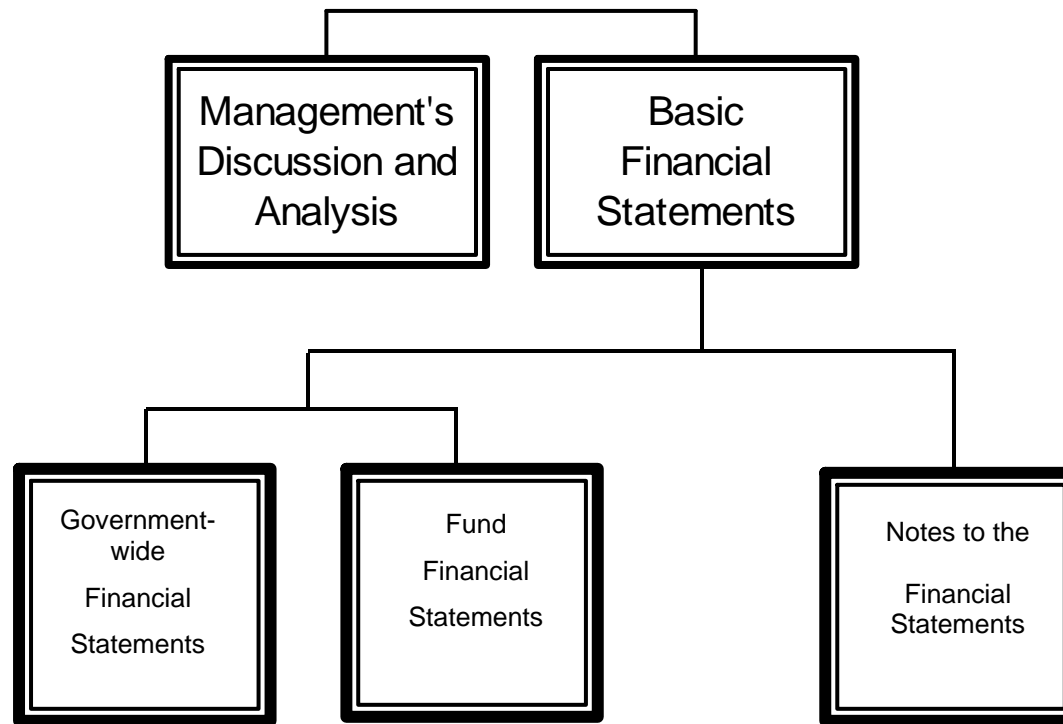 Management's
Discussion and
Analysis
Basic
Financial
Statements
Government-
wide
Financial
Statements
Fund
Financial
Statements
Notes to the
Financial
Statements